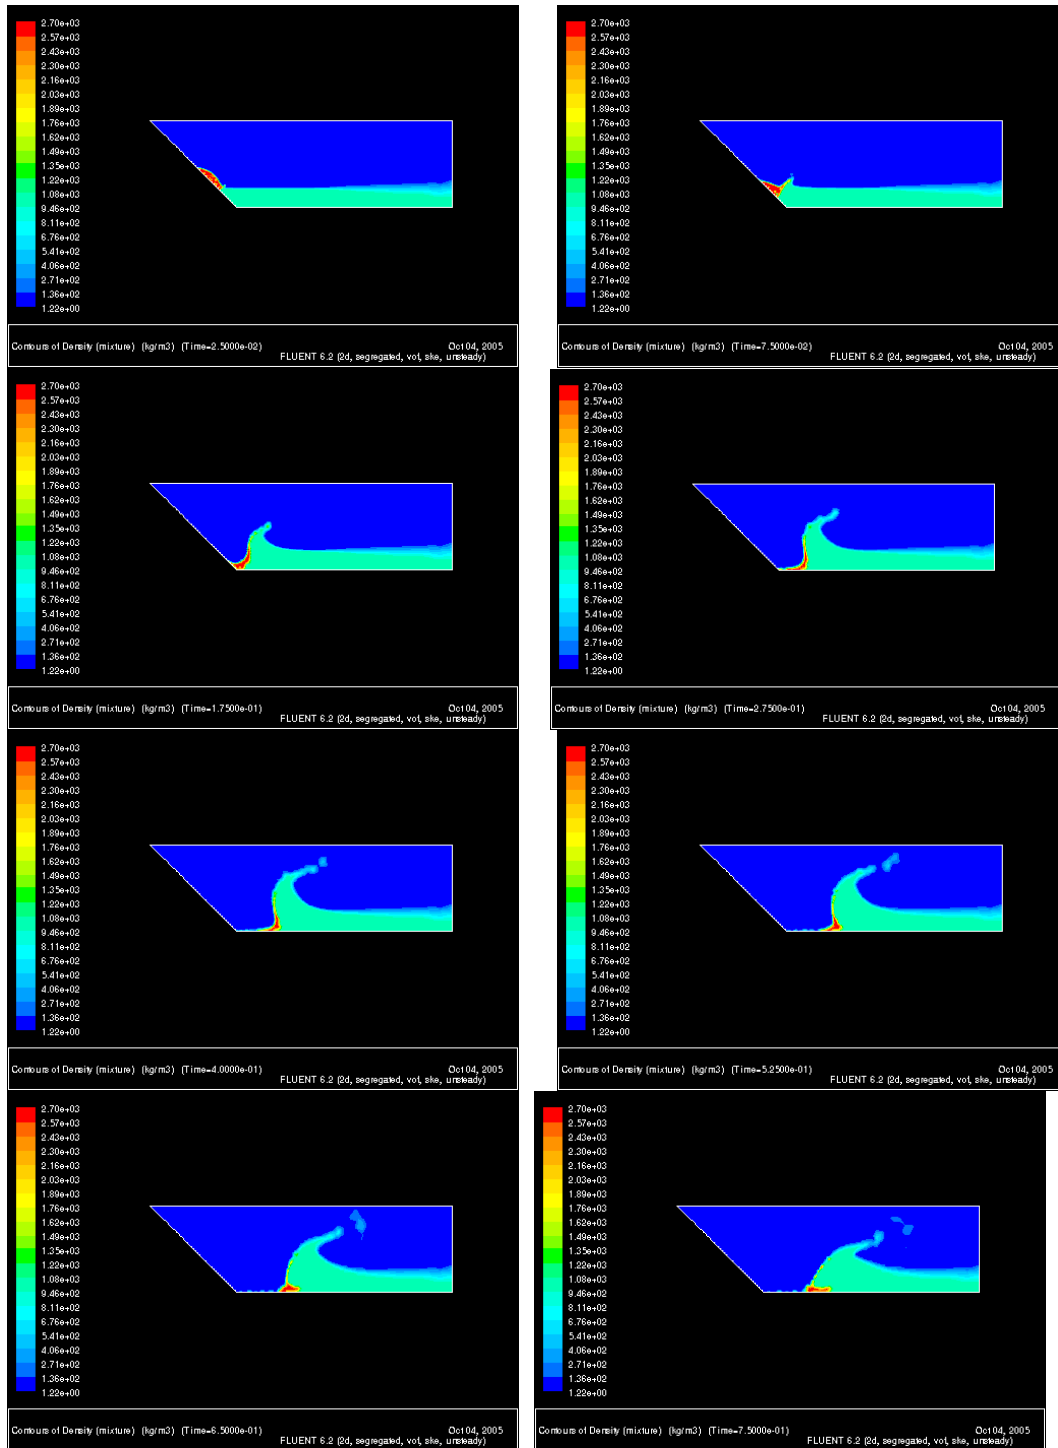 2.70e+03
2.57e+03
2.43e+03
2.30e+03
2.16e+03
2.03e+03
1.89e+03
1.76e+03
1.62e+03
1.35e+03
1.22e+03
1.08e+03
9.46e+02
8.11e+02
6.76e+02
5.41e+02
4.06e+02
2.71e+02
1.36e+02
1.22e+00
Contours of Density (mixture) (kg/m3) (Time=2.5000e-02)
Oct 04, 2005
FLUENT 6.2 (2d, segregated, vof, ske, unsteady)
2.70e+03
2.57e+03
2.43e+03
2.30e+03
2.16e+03
2.03e+03
1.89e+03
1.76e+03
1.62e+03
1.35e+03
1.22e+03
1.08e+03
9.46e+02
8.11e+02
6.76e+02
5.41e+02
4.06e+02
2.71e+02
1.36e+02
1.22e+00
Contours of Density (mixture) (kg/m3) (Time=7.5000e-02)
Oct 04, 2005
FLUENT 6.2 (2d, segregated, vof, ske, unsteady)
2.70e+03
2.57e+03
2.43e+03
2.30e+03
2.16e+03
2.03e+03
1.89e+03
1.76e+03
1.62e+03
1.35e+03
1.22e+03
1.08e+03
9.46e+02
8.11e+02
6.76e+02
5.41e+02
4.06e+02
2.71e+02
1.36e+02
1.22e+00
Contours of Density (mixture) (kg/m3) (Time=1.7500e-01)
Oct 04, 2005
FLUENT 6.2 (2d, segregated, vof, ske, unsteady)
2.70e+03
2.57e+03
2.43e+03
2.30e+03
2.16e+03
2.03e+03
1.89e+03
1.76e+03
1.62e+03
1.35e+03
1.22e+03
1.08e+03
9.46e+02
8.11e+02
6.76e+02
5.41e+02
4.06e+02
2.71e+02
1.36e+02
1.22e+00
Contours of Density (mixture) (kg/m3) (Time=2.7500e-01)
Oct 04, 2005
FLUENT 6.2 (2d, segregated, vof, ske, unsteady)
2.70e+03
2.57e+03
2.43e+03
2.30e+03
2.16e+03
2.03e+03
1.89e+03
1.76e+03
1.62e+03
1.35e+03
1.22e+03
1.08e+03
9.46e+02
8.11e+02
6.76e+02
5.41e+02
4.06e+02
2.71e+02
1.36e+02
1.22e+00
Contours of Density (mixture) (kg/m3) (Time=4.0000e-01)
Oct 04, 2005
FLUENT 6.2 (2d, segregated, vof, ske, unsteady)
2.70e+03
2.57e+03
2.43e+03
2.30e+03
2.16e+03
2.03e+03
1.89e+03
1.76e+03
1.62e+03
1.35e+03
1.22e+03
1.08e+03
9.46e+02
8.11e+02
6.76e+02
5.41e+02
4.06e+02
2.71e+02
1.36e+02
1.22e+00
Contours of Density (mixture) (kg/m3) (Time=5.2500e-01)
Oct 04, 2005
FLUENT 6.2 (2d, segregated, vof, ske, unsteady)
2.70e+03
2.57e+03
2.43e+03
2.30e+03
2.16e+03
2.03e+03
1.89e+03
1.76e+03
1.62e+03
1.35e+03
1.22e+03
1.08e+03
9.46e+02
8.11e+02
6.76e+02
5.41e+02
4.06e+02
2.71e+02
1.36e+02
1.22e+00
Contours of Density (mixture) (kg/m3) (Time=6.5000e-01)
Oct 04, 2005
FLUENT 6.2 (2d, segregated, vof, ske, unsteady)
2.70e+03
2.57e+03
2.43e+03
2.30e+03
2.16e+03
2.03e+03
1.89e+03
1.76e+03
1.62e+03
1.35e+03
1.22e+03
1.08e+03
9.46e+02
8.11e+02
6.76e+02
5.41e+02
4.06e+02
2.71e+02
1.36e+02
1.22e+00
Contours of Density (mixture) (kg/m3) (Time=7.5000e-01)
Oct 04, 2005
FLUENT 6.2 (2d, segregated, vof, ske, unsteady)